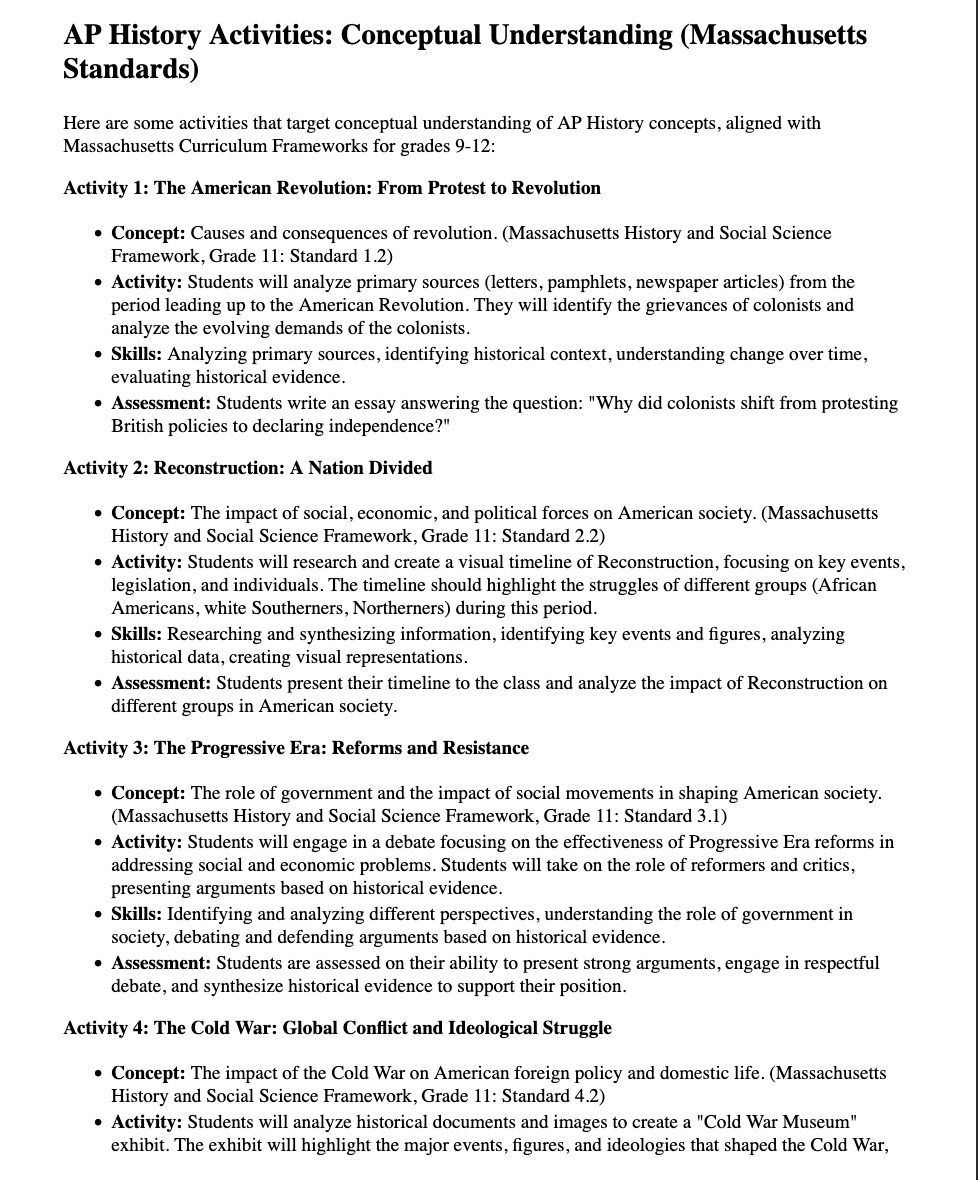 AP History Activities: Conceptual Understanding (Massachusetts
Standards)
Here are some activities that target conceptual understanding of AP History concepts, aligned with
Massachusetts Curriculum Frameworks for grades 9-12:
Activity 1: The American Revolution: From Protest to Revolution
• Concept: Causes and consequences of revolution. (Massachusetts History and Social Science
Framework, Grade 11: Standard 1.2)
• Activity: Students will analyze primary sources (letters, pamphlets, newspaper articles) from the
period leading up to the American Revolution. They will identify the grievances of colonists and
analyze the evolving demands of the colonists.
• Skills: Analyzing primary sources, identifying historical context, understanding change over time,
evaluating historical evidence.
• Assessment: Students write an essay answering the question: "Why did colonists shift from protesting
British policies to declaring independence?"
Activity 2: Reconstruction: A Nation Divided
• Concept: The impact of social, economic, and political forces on American society. (Massachusetts
History and Social Science Framework, Grade 11: Standard 2.2)
• Activity: Students will research and create a visual timeline of Reconstruction, focusing on key events,
legislation, and individuals. The timeline should highlight the struggles of different groups (African
Americans, white Southerners, Northerners) during this period.
• Skills: Researching and synthesizing information, identifying key events and figures, analyzing
historical data, creating visual representations.
• Assessment: Students present their timeline to the class and analyze the impact of Reconstruction on
different groups in American society.
Activity 3: The Progressive Era: Reforms and Resistance
• Concept: The role of government and the impact of social movements in shaping American society.
(Massachusetts History and Social Science Framework, Grade 11: Standard 3.1)
• Activity: Students will engage in a debate focusing on the effectiveness of Progressive Era reforms in
addressing social and economic problems. Students will take on the role of reformers and critics,
presenting arguments based on historical evidence.
• Skills: Identifying and analyzing different perspectives, understanding the role of government in
society, debating and defending arguments based on historical evidence.
• Assessment: Students are assessed on their ability to present strong arguments, engage in respectful
debate, and synthesize historical evidence to support their position.
Activity 4: The Cold War: Global Conflict and Ideological Struggle
• Concept: The impact of the Cold War on American foreign policy and domestic life. (Massachusetts
History and Social Science Framework, Grade 11: Standard 4.2)
• Activity: Students will analyze historical documents and images to create a "Cold War Museum"
exhibit. The exhibit will highlight the major events, figures, and ideologies that shaped the Cold War,